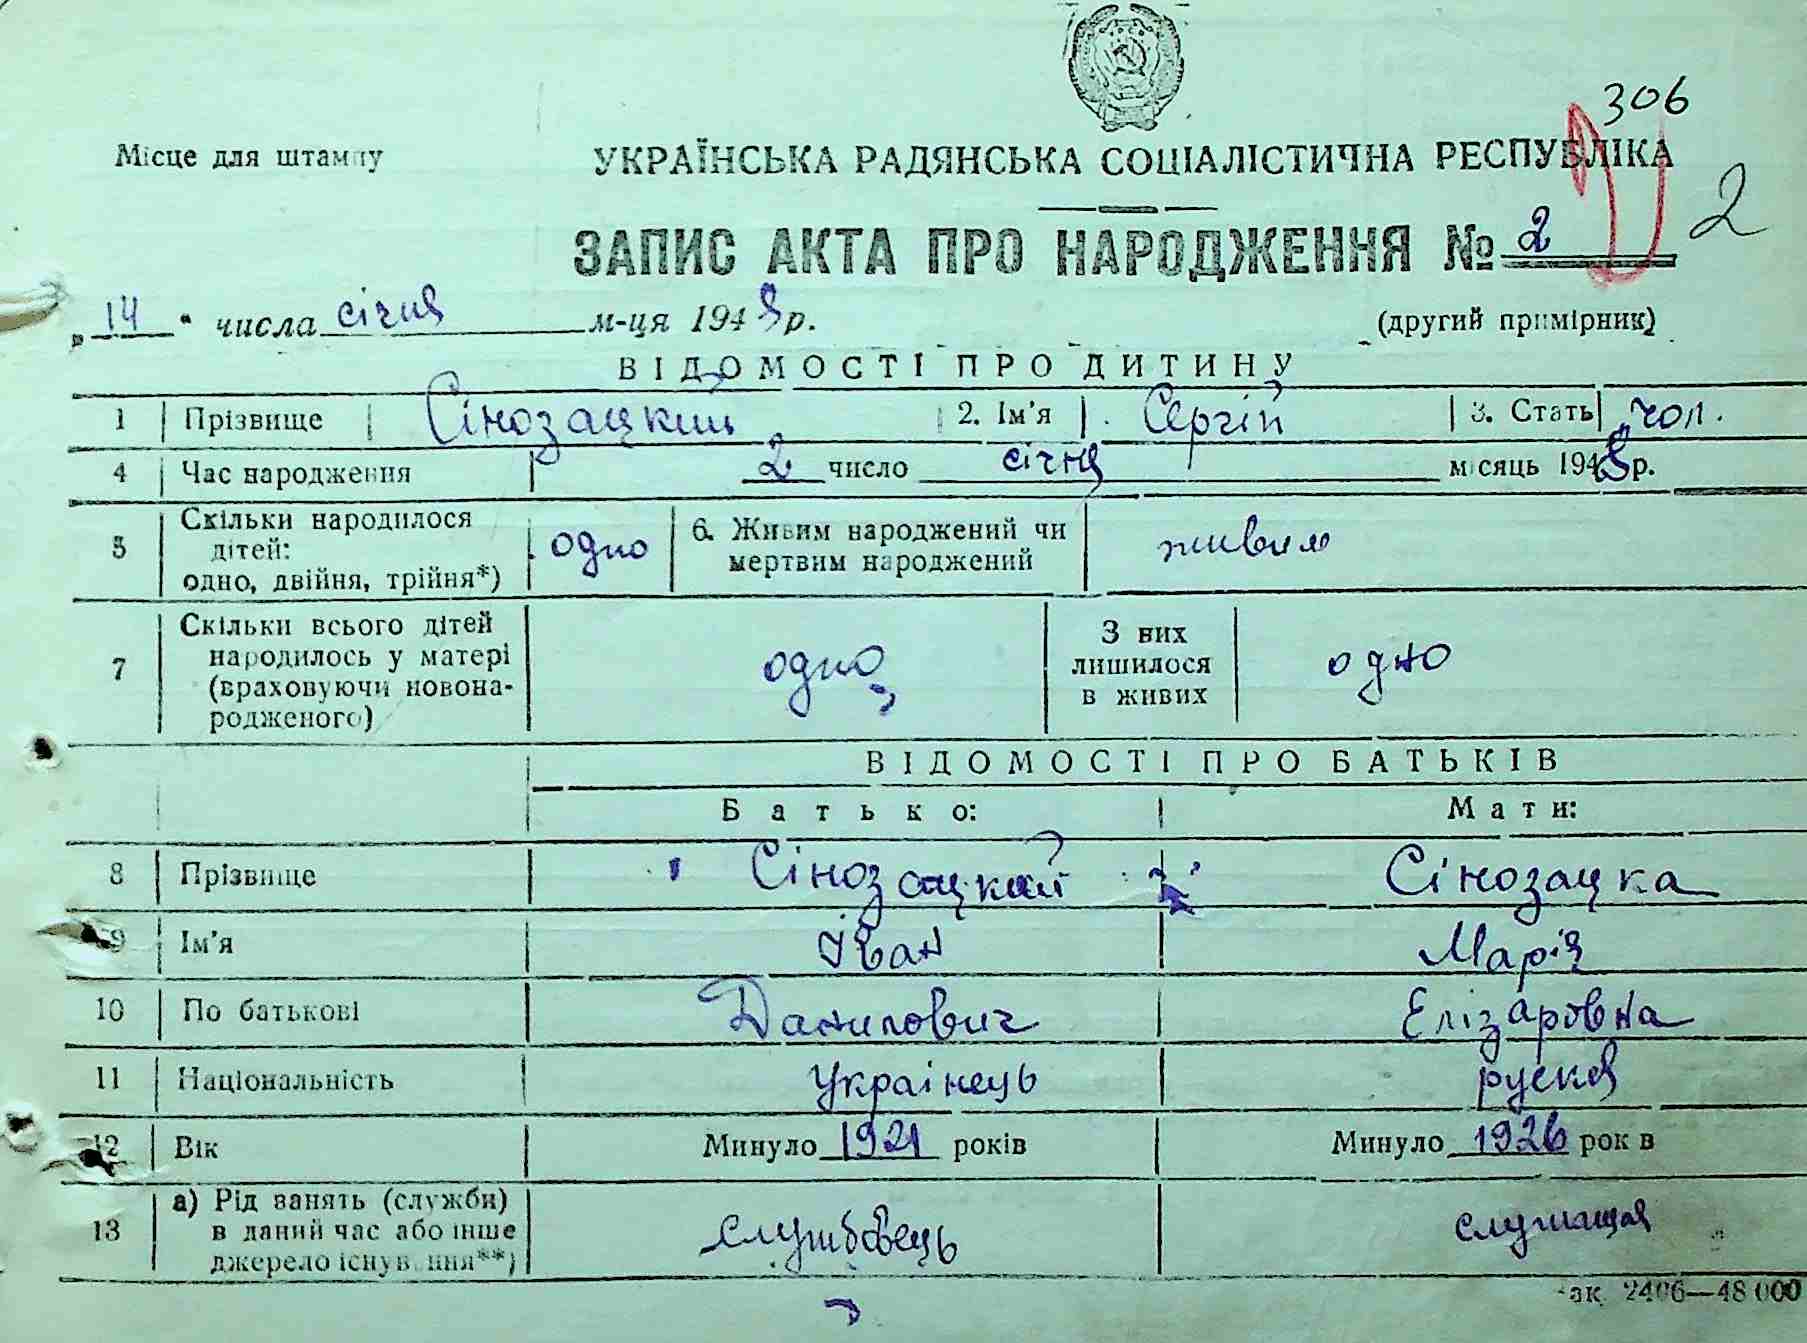 306
Місце для штампу
УКРАЇНСЬКА РАДЯНСЬКА СОЦІАЛІСТИЧНА РЕСПУБЛІКА
2
ЗАПИС АКТА ПРО НАРОДЖЕННЯ № 2
„14“ числа січня м-ця 1948 р.
(другий примірник)
ВІДОМОСТІ ПРО ДИТИНУ
1 Прізвище Сінозацкий 2. Ім'я Сергій 3. Стать чол.
4 Час народження 2 число січня місяць 1948 р.
5 Скільки народилося дітей: одно, двійня, трійня*) одно 6. Живим народжений чи мертвим народжений живим
7 Скільки всього дітей народилось у матері (враховуючи новонародженого) одно З них лишилося в живих одно
ВІДОМОСТІ ПРО БАТЬКІВ
Батько: Мати:
8 Прізвище Сінозацкий Сінозацка
9 Ім'я Іван Марія
10 По батькові Данилович Елізаровна
11 Національність українець руская
12 Вік Минуло 1921 років Минуло 1926 рок в
13 а) Рід занять (служби) в даний час або інше джерело існування**) службовець служащая
Зак. 2406—48 000